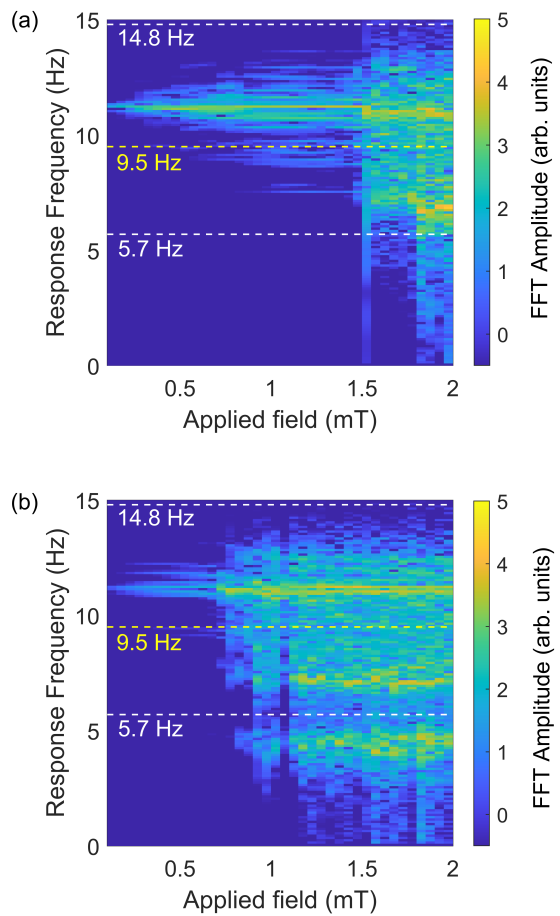 (a)
15
10
5
0
14.8 Hz
9.5 Hz
5.7 Hz
Response Frequency (Hz)
0.5
1
1.5
2
Applied field (mT)
5
4
3
2
1
0
FFT Amplitude (arb. units)
(b)
15
10
5
0
14.8 Hz
9.5 Hz
5.7 Hz
Response Frequency (Hz)
0.5
1
1.5
2
Applied field (mT)
5
4
3
2
1
0
FFT Amplitude (arb. units)